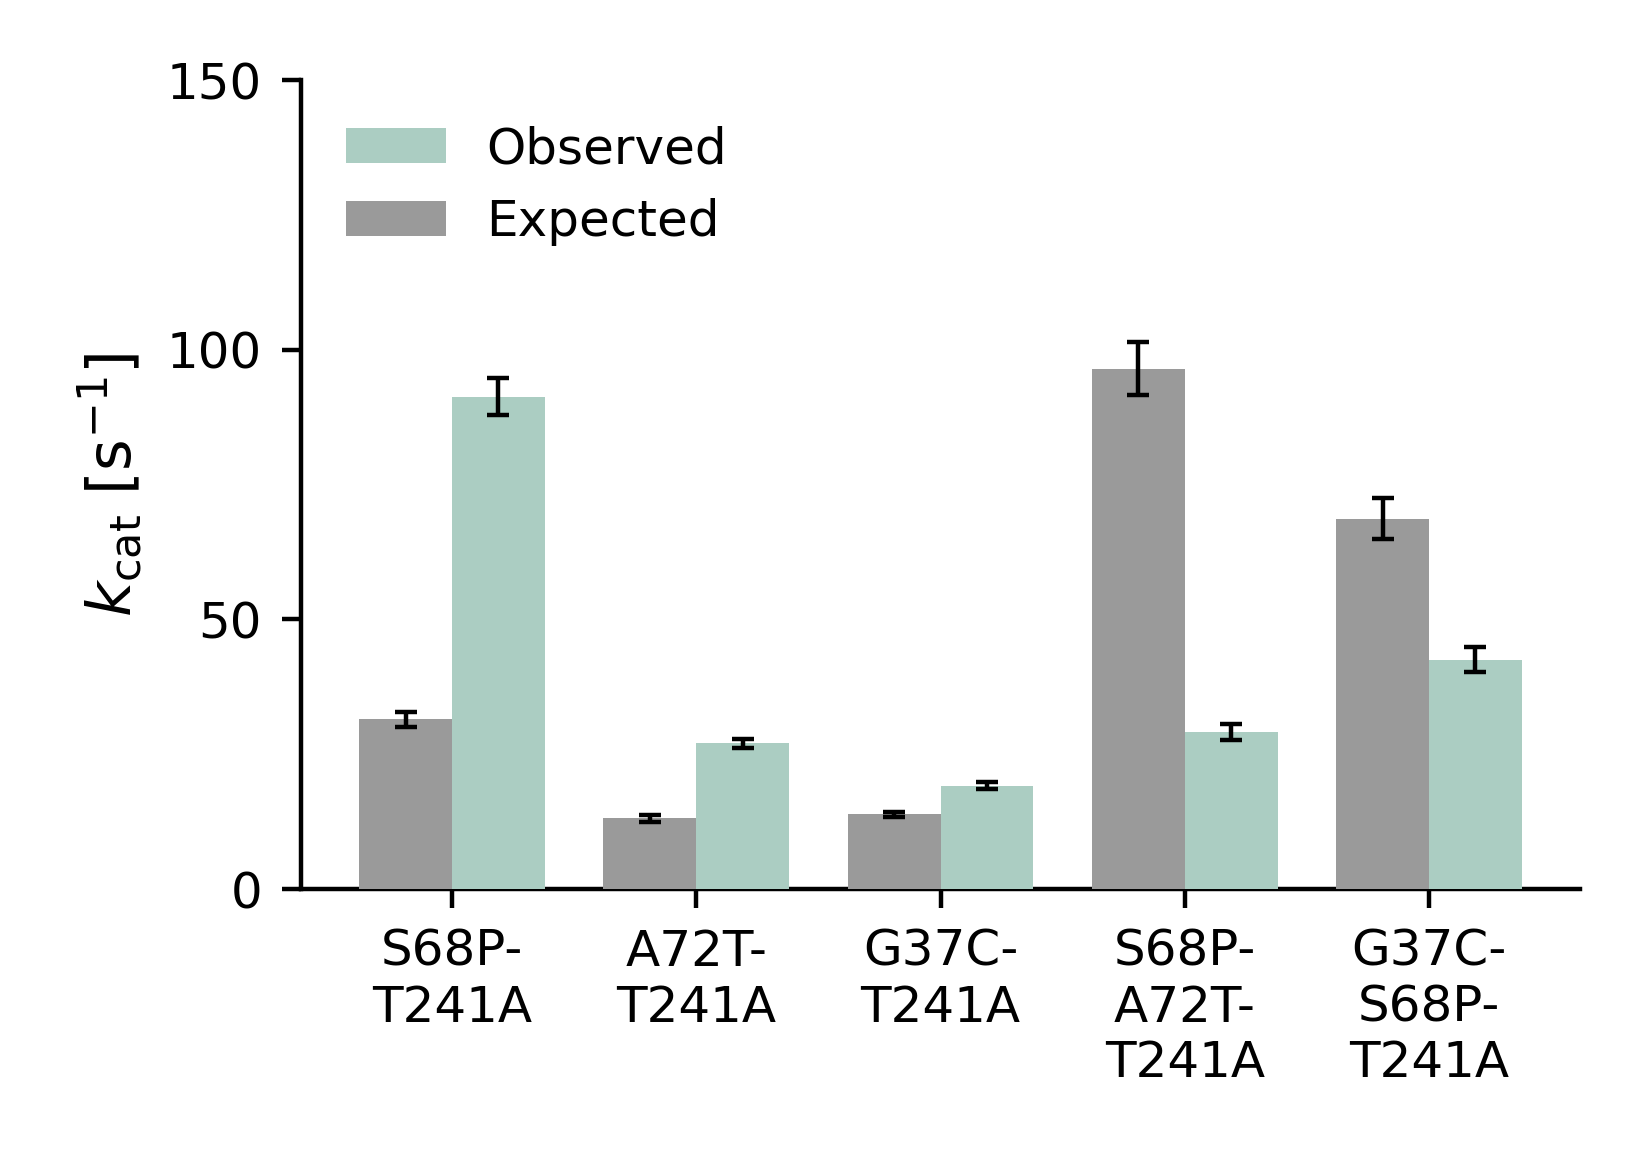 150
100
50
0
k_cat [s⁻¹]
Observed
Expected
S68P-
T241A
A72T-
T241A
G37C-
T241A
S68P-
A72T-
T241A
G37C-
S68P-
T241A